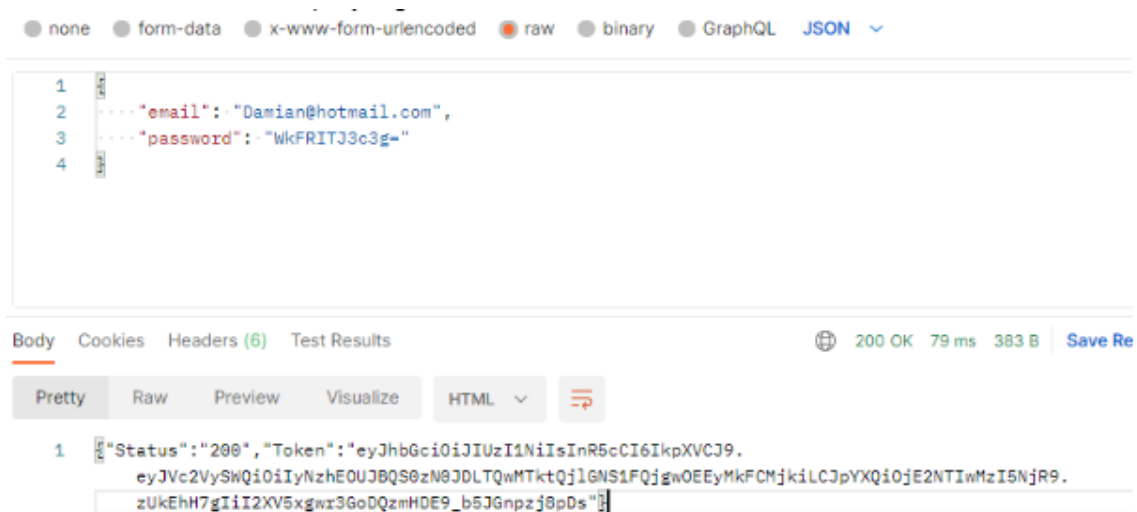 none form-data x-www-form-urlencoded raw binary GraphQL JSON
1 {
2 "email": "Damian@hotmail.com",
3 "password": "WkFRITJ3c3g="
4 }
Body Cookies Headers (6) Test Results 200 OK 79 ms 383 B Save Re
Pretty Raw Preview Visualize HTML
1 {"Status":"200","Token":"eyJhbGciOiJIUzI1NiIsInR5cCI6IkpXVCJ9.
eyJVc2VySWQiOiIyNzhEOUJBQS0zN0JDLTQwMTktQjlGNS1FQjgwOEEyMkFCMjkiLCJpYXQiOjE2NTIwMzI5NjR9.
zUkEhH7gIiI2XV5xgwr3GoDQzmHDE9_b5JGnpzj8pDs"}